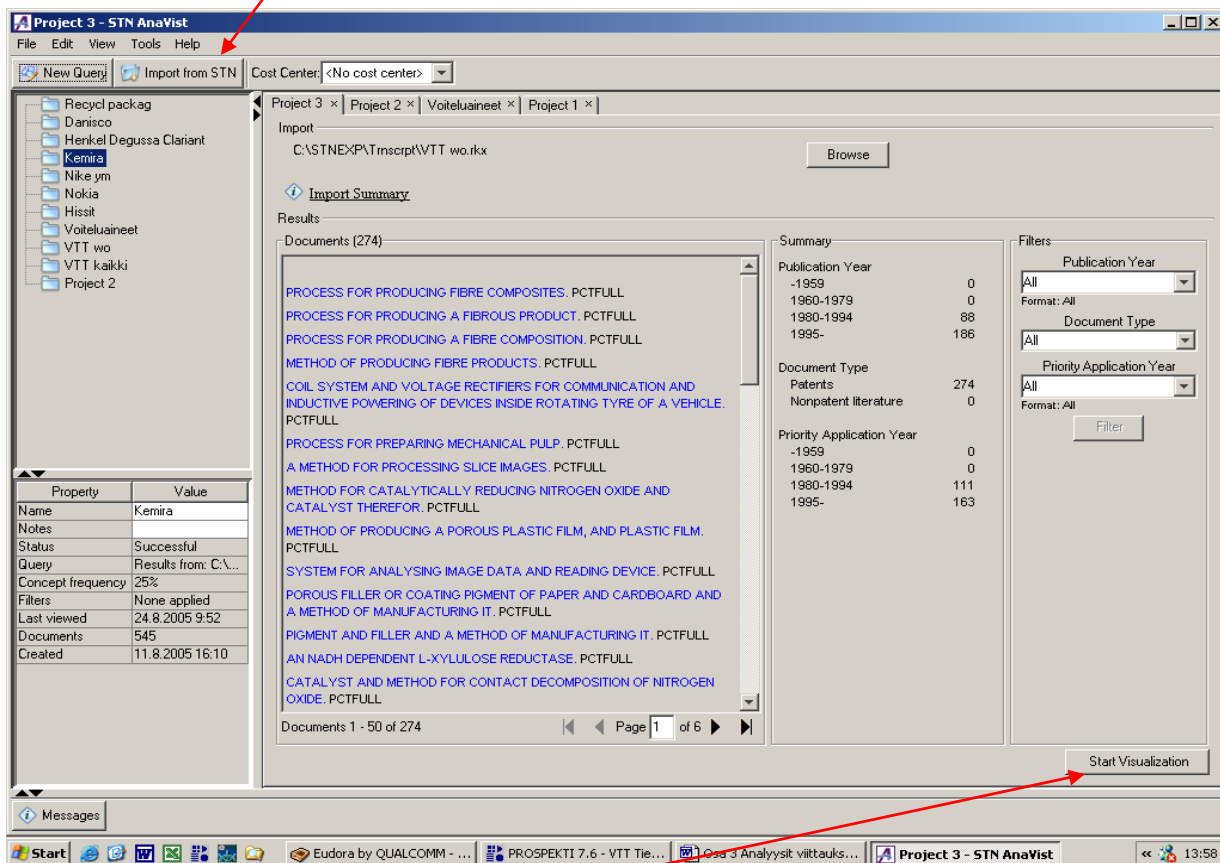 Project 3 - STN AnaVist
File Edit View Tools Help
New Query Import from STN Cost Center: <No cost center>
Recycl packag
Danisco
Henkel Degussa Clariant
Kemira
Nike ym
Nokia
Hissit
Voiteluaineet
VTT wo
VTT kaikki
Project 2
Property Value
Name Kemira
Notes
Status Successful
Query Results from: C:\...
Concept frequency 25%
Filters None applied
Last viewed 24.8.2005 9:52
Documents 545
Created 11.8.2005 16:10
Project 3 × Project 2 × Voiteluaineet × Project 1 ×
Import
C:\STNEXP\Trnscrpt\VTT wo.rkx
Browse
Import Summary
Results
Documents (274)
PROCESS FOR PRODUCING FIBRE COMPOSITES. PCTFULL
PROCESS FOR PRODUCING A FIBROUS PRODUCT. PCTFULL
PROCESS FOR PRODUCING A FIBRE COMPOSITION. PCTFULL
METHOD OF PRODUCING FIBRE PRODUCTS. PCTFULL
COIL SYSTEM AND VOLTAGE RECTIFIERS FOR COMMUNICATION AND
INDUCTIVE POWERING OF DEVICES INSIDE ROTATING TYRE OF A VEHICLE.
PCTFULL
PROCESS FOR PREPARING MECHANICAL PULP. PCTFULL
A METHOD FOR PROCESSING SLICE IMAGES. PCTFULL
METHOD FOR CATALYTICALLY REDUCING NITROGEN OXIDE AND
CATALYST THEREFOR. PCTFULL
METHOD OF PRODUCING A POROUS PLASTIC FILM, AND PLASTIC FILM.
PCTFULL
SYSTEM FOR ANALYSING IMAGE DATA AND READING DEVICE. PCTFULL
POROUS FILLER OR COATING PIGMENT OF PAPER AND CARDBOARD AND
A METHOD OF MANUFACTURING IT. PCTFULL
PIGMENT AND FILLER AND A METHOD OF MANUFACTURING IT. PCTFULL
AN NADH DEPENDENT L-XYLULOSE REDUCTASE. PCTFULL
CATALYST AND METHOD FOR CONTACT DECOMPOSITION OF NITROGEN
OXIDE. PCTFULL
Documents 1 - 50 of 274
Page 1 of 6
Summary
Publication Year
-1959 0
1960-1979 0
1980-1994 88
1995- 186
Document Type
Patents 274
Nonpatent literature 0
Priority Application Year
-1959 0
1960-1979 0
1980-1994 111
1995- 163
Filters
Publication Year
All
Format: All
Document Type
All
Priority Application Year
All
Format: All
Filter
Start Visualization
Messages
Start
Eudora by QUALCOMM - ...
PROSPEKTI 7.6 - VTT Tie...
Osa 3 Analyysit viittauks...
Project 3 - STN AnaVist
« 13:58